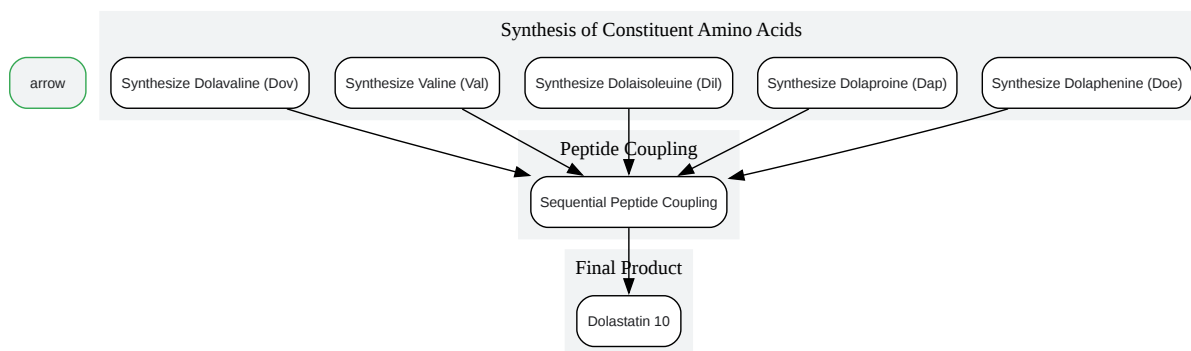 Synthesis of Constituent Amino Acids
arrow
Synthesize Dolavaline (Dov)
Synthesize Valine (Val)
Synthesize Dolaisoleuine (Dil)
Synthesize Dolaproine (Dap)
Synthesize Dolaphenine (Doe)
Peptide Coupling
Sequential Peptide Coupling
Final Product
Dolastatin 10